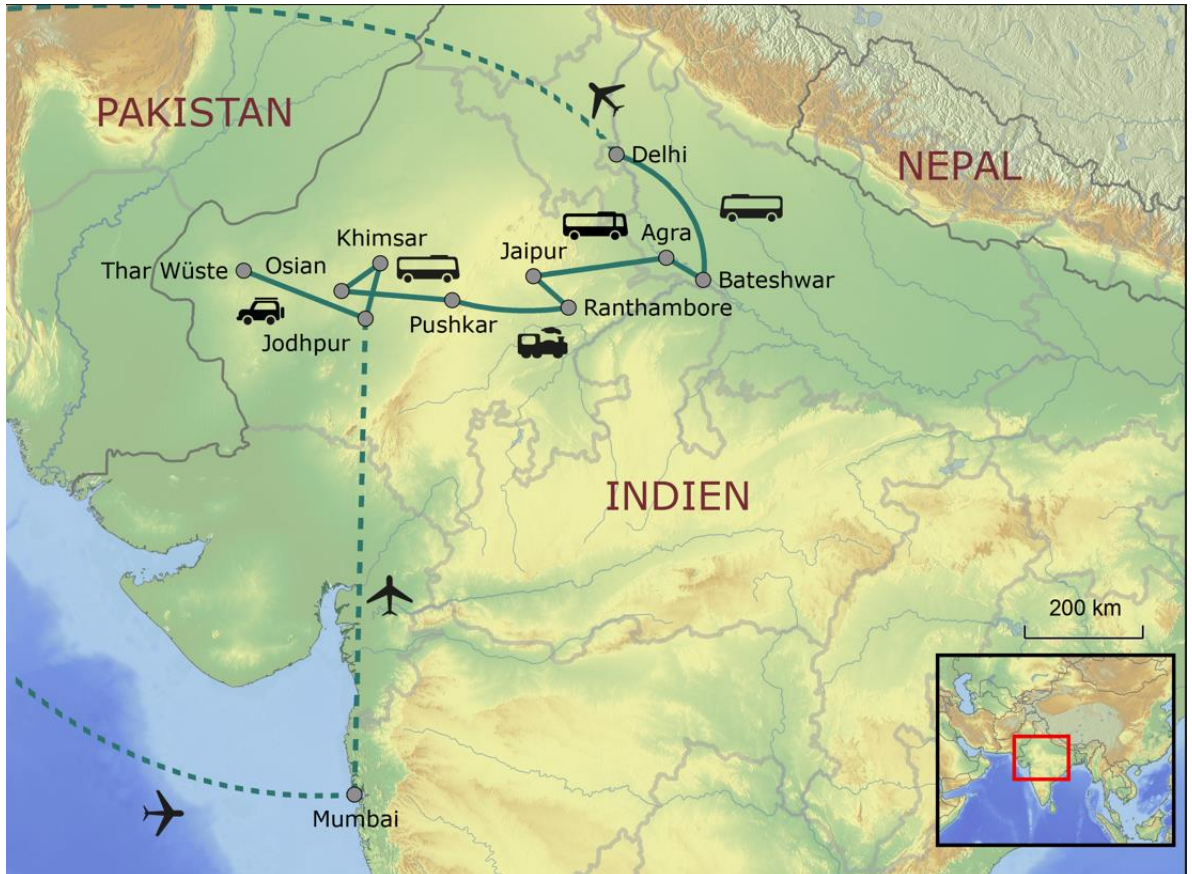 PAKISTAN
Delhi
NEPAL
Khimsar
Jaipur
Agra
Thar Wüste
Osian
Bateshwar
Ranthambore
Pushkar
Jodhpur
INDIEN
200 km
Mumbai